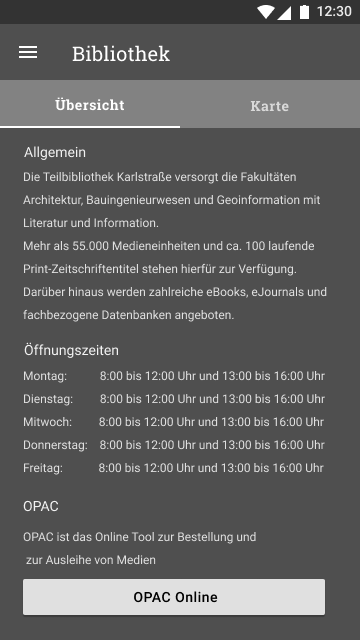 12:30
Bibliothek
Übersicht
Karte
Allgemein
Die Teilbibliothek Karlstraße versorgt die Fakultäten
Architektur, Bauingenieurwesen und Geoinformation mit
Literatur und Information.
Mehr als 55.000 Medieneinheiten und ca. 100 laufende
Print-Zeitschriftentitel stehen hierfür zur Verfügung.
Darüber hinaus werden zahlreiche eBooks, eJournals und
fachbezogene Datenbanken angeboten.
Öffnungszeiten
Montag: 8:00 bis 12:00 Uhr und 13:00 bis 16:00 Uhr
Dienstag: 8:00 bis 12:00 Uhr und 13:00 bis 16:00 Uhr
Mitwoch: 8:00 bis 12:00 Uhr und 13:00 bis 16:00 Uhr
Donnerstag: 8:00 bis 12:00 Uhr und 13:00 bis 16:00 Uhr
Freitag: 8:00 bis 12:00 Uhr und 13:00 bis 16:00 Uhr
OPAC
OPAC ist das Online Tool zur Bestellung und
zur Ausleihe von Medien
OPAC Online